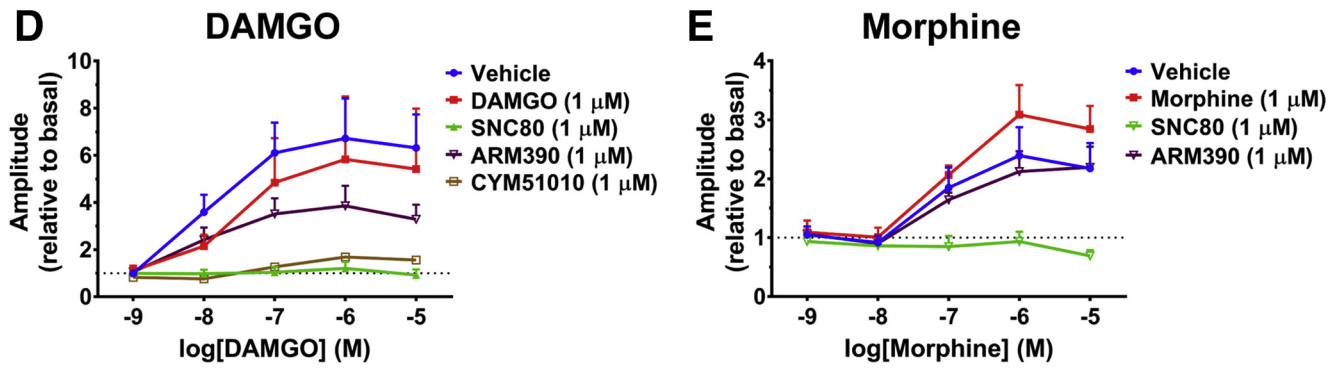 D
DAMGO
Amplitude
(relative to basal)
10
8
6
4
2
0
-9 -8 -7 -6 -5
log[DAMGO] (M)
Vehicle
DAMGO (1 μM)
SNC80 (1 μM)
ARM390 (1 μM)
CYM51010 (1 μM)
E
Morphine
Amplitude
(relative to basal)
4
3
2
1
0
-9 -8 -7 -6 -5
log[Morphine] (M)
Vehicle
Morphine (1 μM)
SNC80 (1 μM)
ARM390 (1 μM)